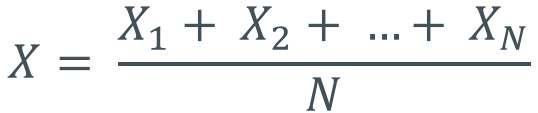 X = (X₁ + X₂ + … + X_N) / N